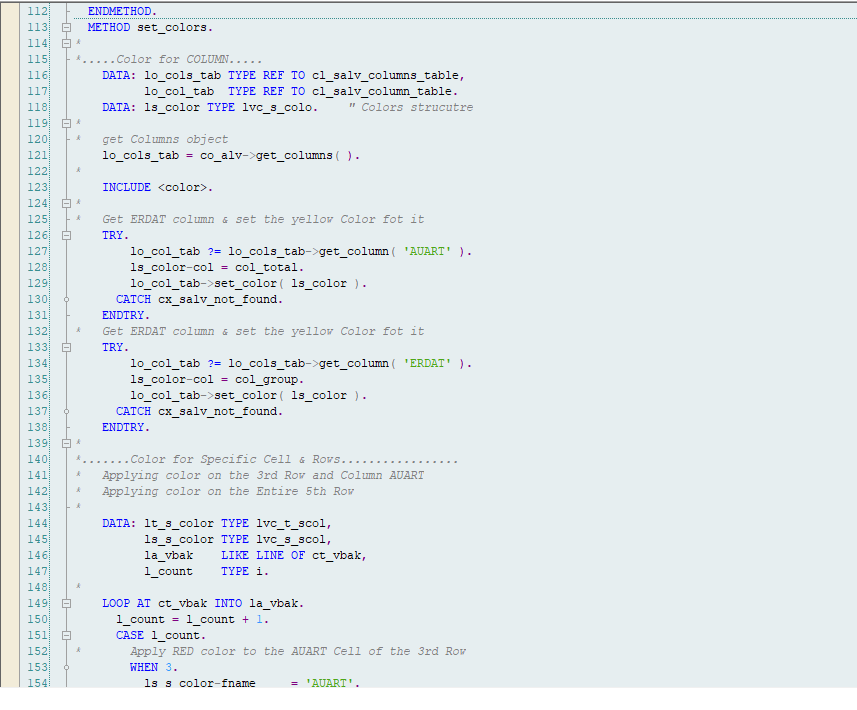 112 ENDMETHOD.
113 METHOD set_colors.
114 *
115 *.....Color for COLUMN.....
116 DATA: lo_cols_tab TYPE REF TO cl_salv_columns_table,
117 lo_col_tab TYPE REF TO cl_salv_column_table.
118 DATA: ls_color TYPE lvc_s_colo. " Colors strucutre
119 *
120 * get Columns object
121 lo_cols_tab = co_alv->get_columns( ).
122 *
123 INCLUDE <color>.
124 *
125 * Get ERDAT column & set the yellow Color fot it
126 TRY.
127 lo_col_tab ?= lo_cols_tab->get_column( 'AUART' ).
128 ls_color-col = col_total.
129 lo_col_tab->set_color( ls_color ).
130 CATCH cx_salv_not_found.
131 ENDTRY.
132 * Get ERDAT column & set the yellow Color fot it
133 TRY.
134 lo_col_tab ?= lo_cols_tab->get_column( 'ERDAT' ).
135 ls_color-col = col_group.
136 lo_col_tab->set_color( ls_color ).
137 CATCH cx_salv_not_found.
138 ENDTRY.
139 *
140 *.......Color for Specific Cell & Rows.................
141 * Applying color on the 3rd Row and Column AUART
142 * Applying color on the Entire 5th Row
143 *
144 DATA: lt_s_color TYPE lvc_t_scol,
145 ls_s_color TYPE lvc_s_scol,
146 la_vbak LIKE LINE OF ct_vbak,
147 l_count TYPE i.
148 *
149 LOOP AT ct_vbak INTO la_vbak.
150 l_count = l_count + 1.
151 CASE l_count.
152 * Apply RED color to the AUART Cell of the 3rd Row
153 WHEN 3.
154 ls_s_color-fname = 'AUART'.